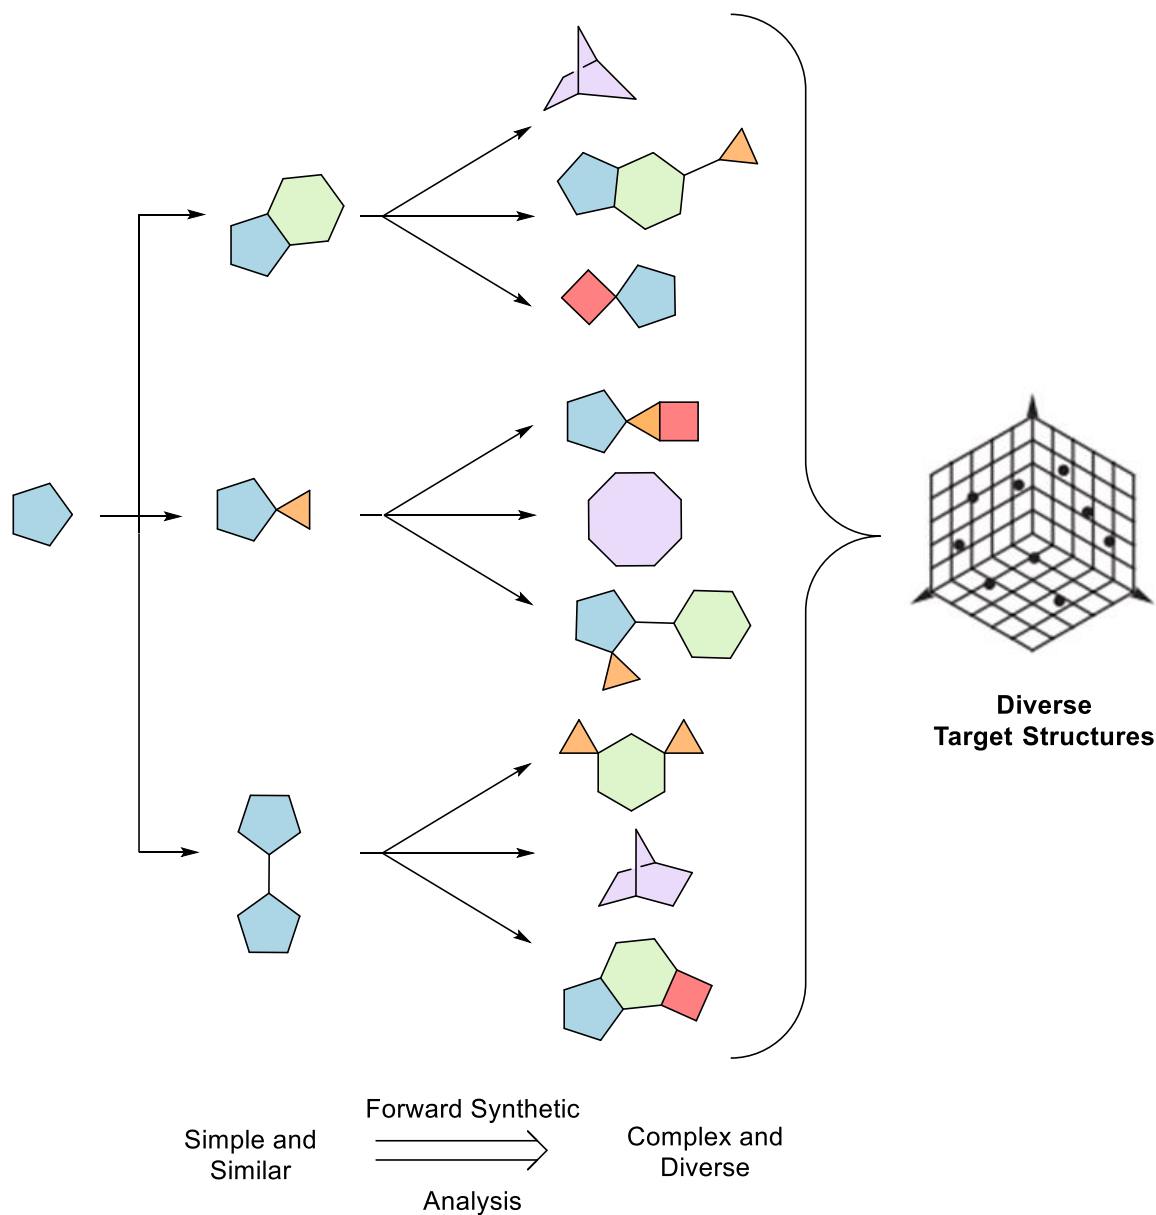 Diverse
Target Structures
Forward Synthetic
Simple and
Similar
Complex and
Diverse
Analysis